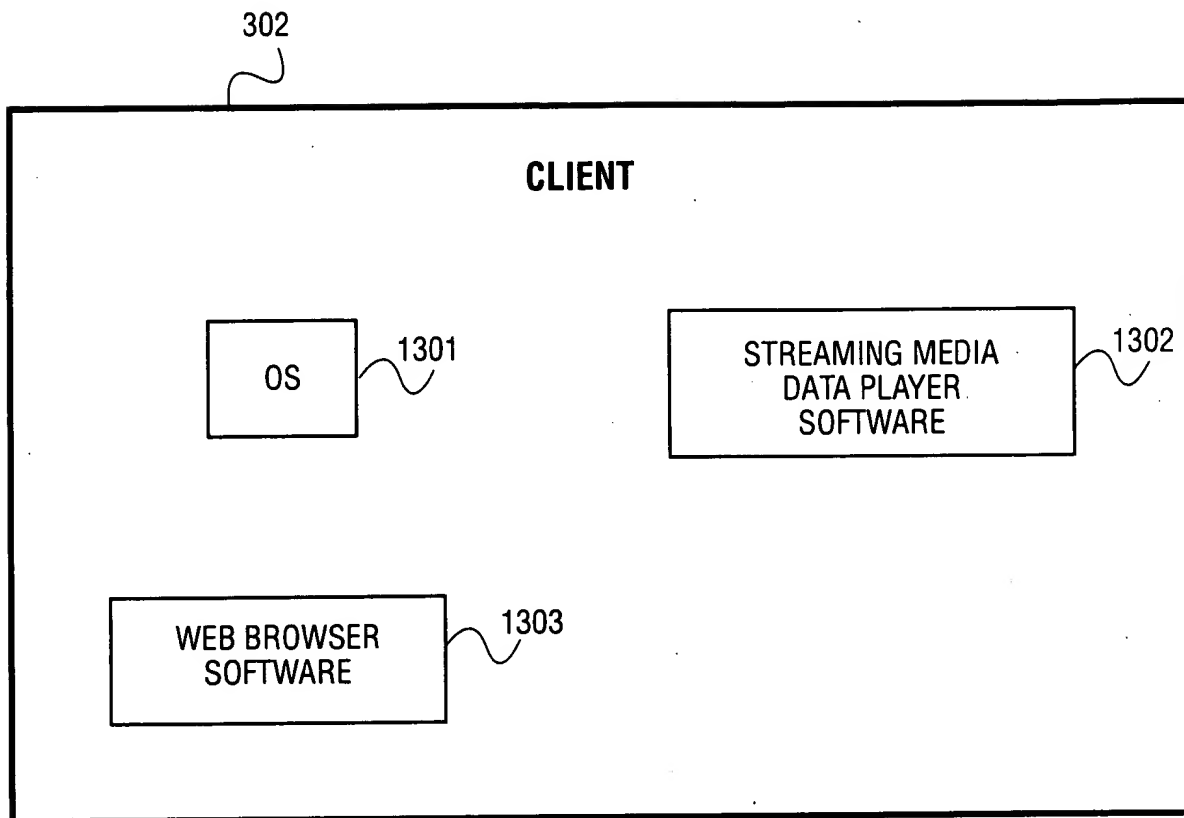 302
CLIENT
OS
1301
STREAMING MEDIA
DATA PLAYER
SOFTWARE
1302
WEB BROWSER
SOFTWARE
1303